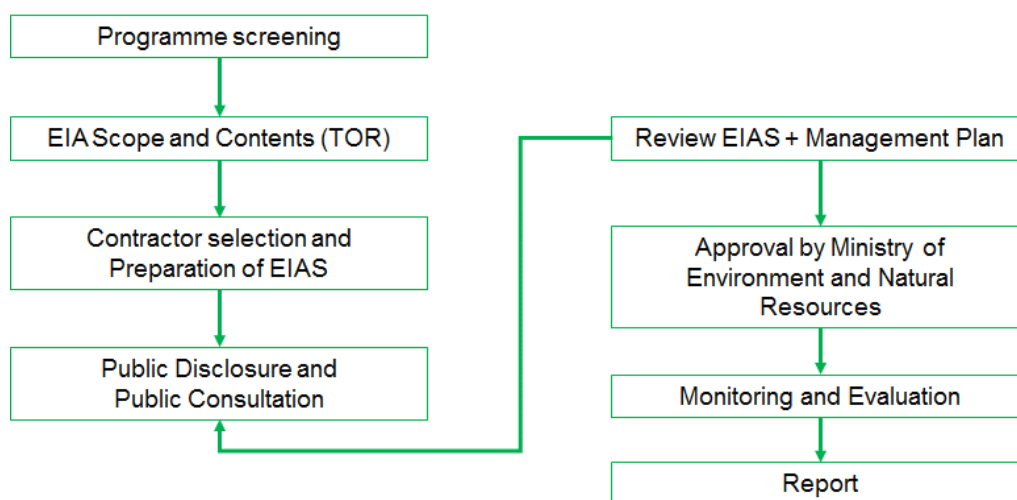 Programme screening
EIA Scope and Contents (TOR)
Contractor selection and
Preparation of EIAS
Public Disclosure and
Public Consultation
Review EIAS + Management Plan
Approval by Ministry of
Environment and Natural
Resources
Monitoring and Evaluation
Report